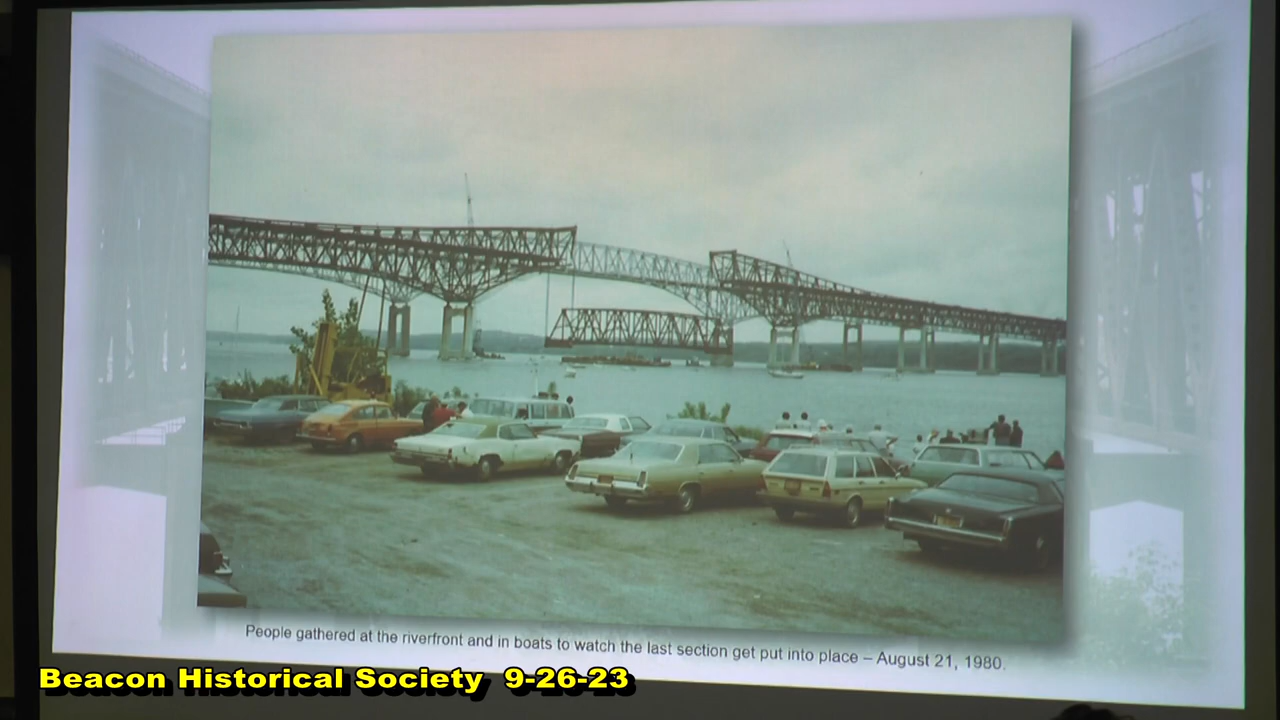 People gathered at the riverfront and in boats to watch the last section get put into place – August 21, 1980.
Beacon Historical Society 9-26-23